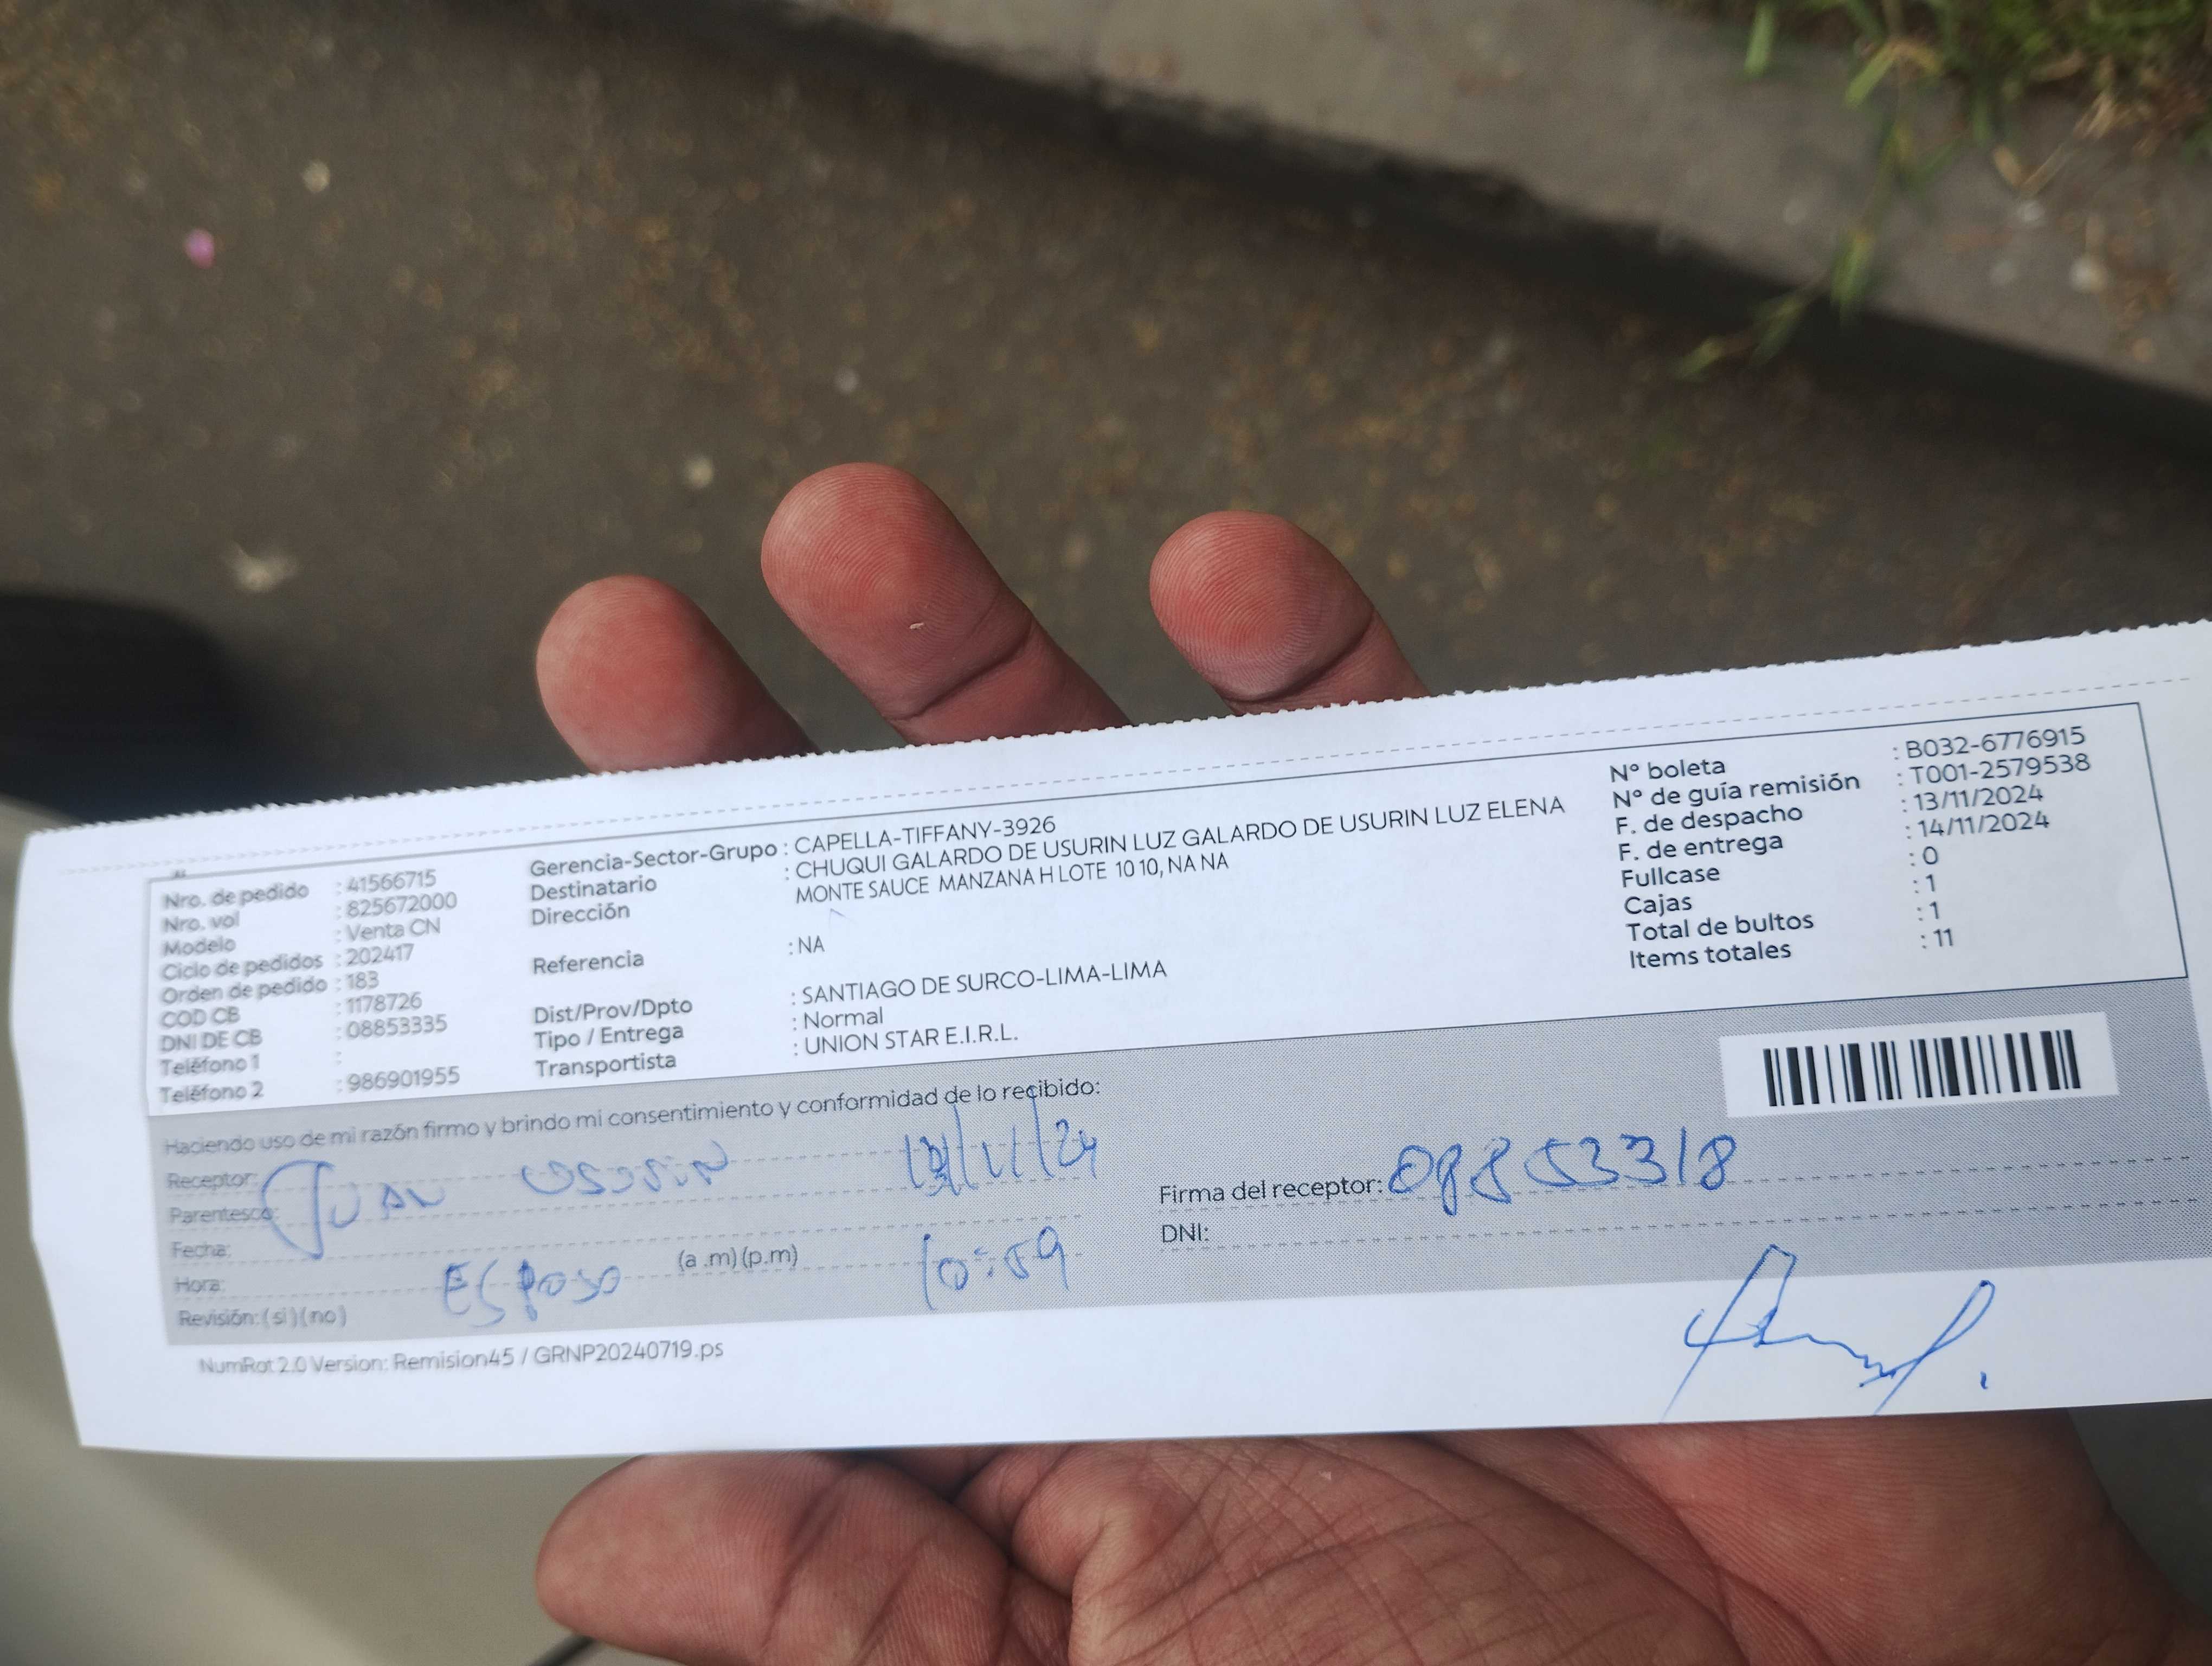 Nro. de pedido : 41566715
Nro. vol : 825672000
Modelo : Venta CN
Ciclo de pedidos : 202417
Orden de pedido : 183
COD CB : 1178726
DNI DE CB : 08853335
Teléfono 1 :
Teléfono 2 : 986901955
Gerencia-Sector-Grupo : CAPELLA-TIFFANY-3926
Destinatario : CHUQUI GALARDO DE USURIN LUZ GALARDO DE USURIN LUZ ELENA
Dirección MONTE SAUCE MANZANA H LOTE 10 10, NA NA
Referencia : NA
Dist/Prov/Dpto : SANTIAGO DE SURCO-LIMA-LIMA
Tipo / Entrega : Normal
Transportista : UNION STAR E.I.R.L.
N° boleta : B032-6776915
N° de guía remisión : T001-2579538
F. de despacho : 13/11/2024
F. de entrega : 14/11/2024
Fullcase : 0
Cajas : 1
Total de bultos : 1
Items totales : 11
Haciendo uso de mi razón firmo y brindo mi consentimiento y conformidad de lo recibido:
Receptor:
Parentesco: JUAN USURIN
Fecha:
Hora: (a .m) (p.m) 10:59
Revisión: ( si ) ( no ) ESPOSO
Firma del receptor: 08853318
DNI:
NumRot 2.0 Version: Remision45 / GRNP20240719.ps